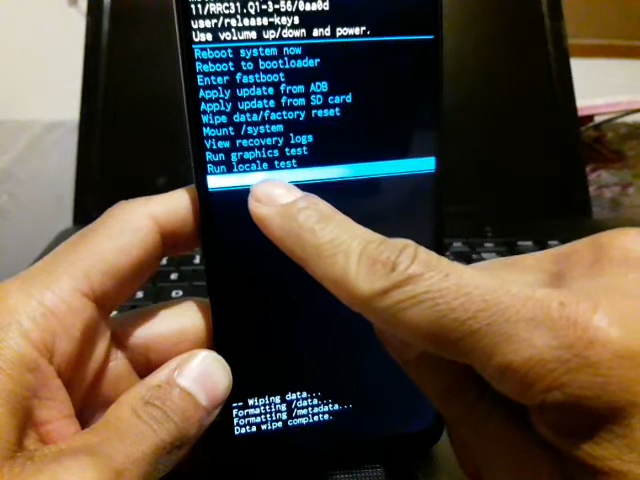 11/RRC31.Q1-3-56/0aa0d
user/release-keys
Use volume up/down and power.
Reboot system now
Reboot to bootloader
Enter fastboot
Apply update from ADB
Apply update from SD card
Wipe data/factory reset
Mount /system
View recovery logs
Run graphics test
Run locale test
-- Wiping data...
Formatting /data...
Formatting /metadata...
Data wipe complete.